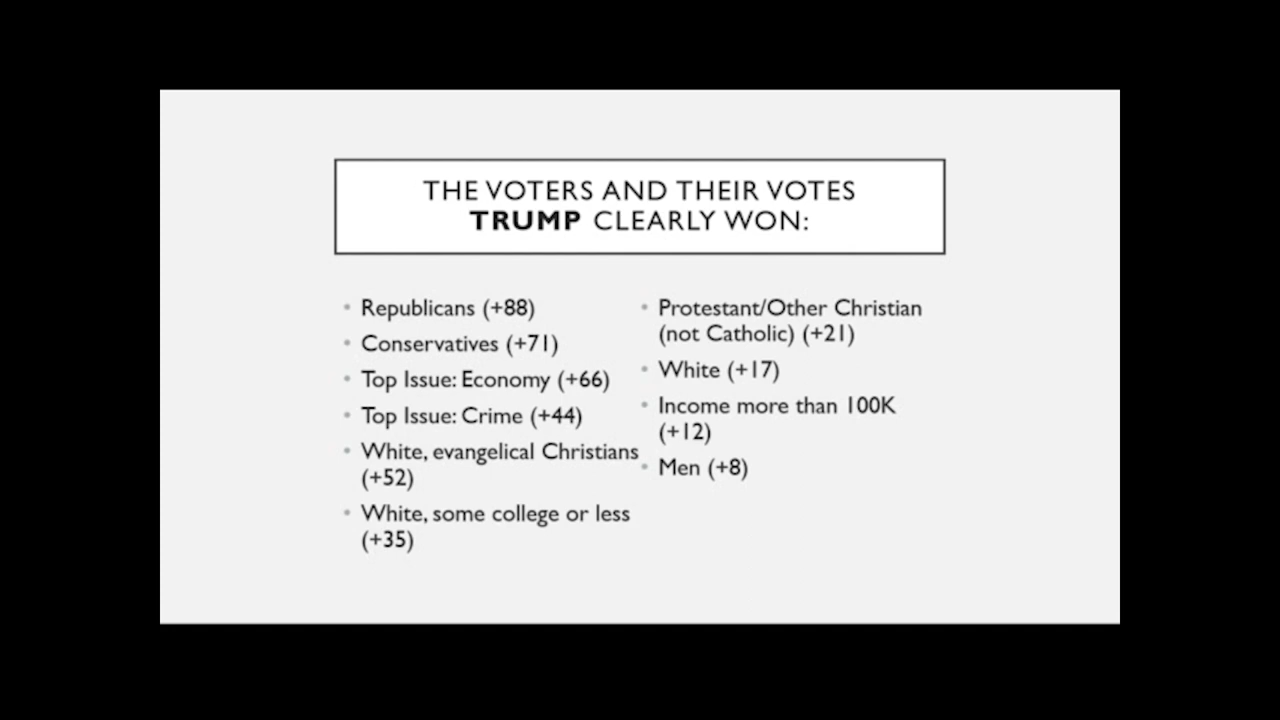 THE VOTERS AND THEIR VOTES
TRUMP CLEARLY WON:
• Republicans (+88)
• Conservatives (+71)
• Top Issue: Economy (+66)
• Top Issue: Crime (+44)
• White, evangelical Christians
(+52)
• White, some college or less
(+35)
• Protestant/Other Christian
(not Catholic) (+21)
• White (+17)
• Income more than 100K
(+12)
• Men (+8)